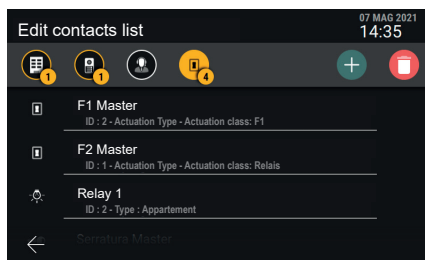 Edit contacts list
07 MAG 2021
14:35
1
1
4
F1 Master
ID : 2 - Actuation Type - Actuation class: F1
F2 Master
ID : 1 - Actuation Type - Actuation class: Relais
Relay 1
ID : 2 - Type : Appartement
Serratura Master